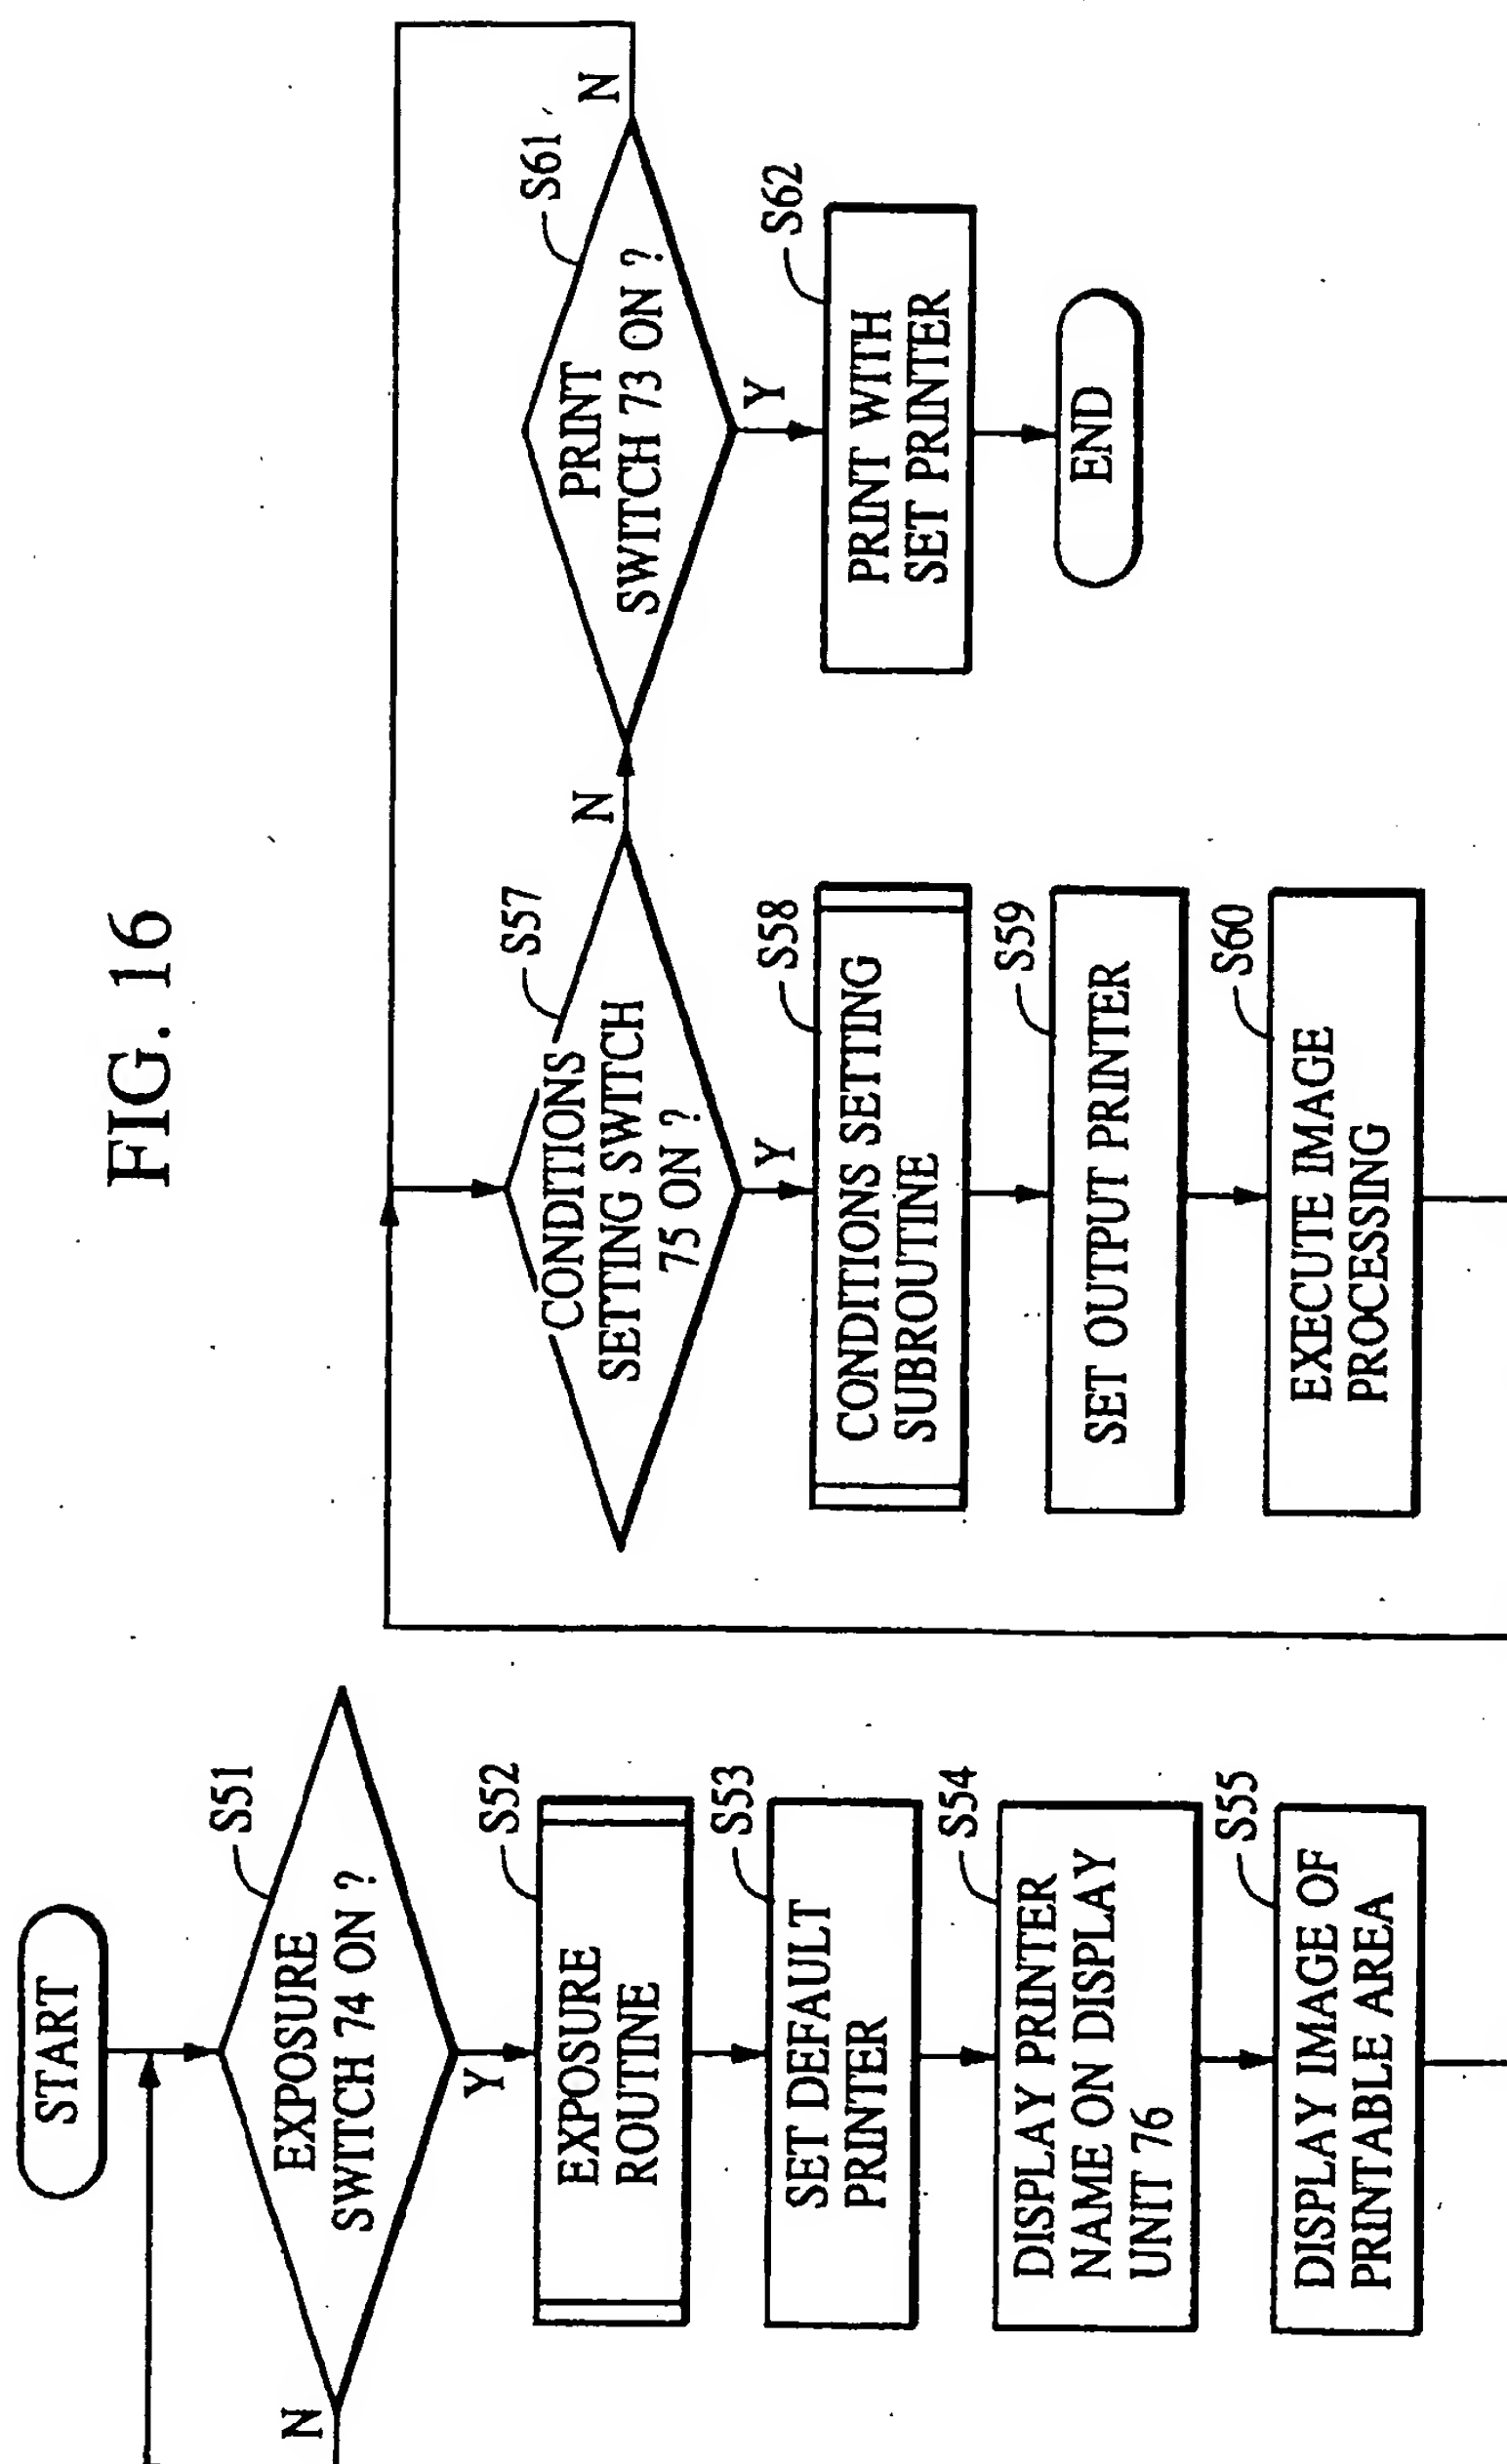 FIG. 16
START
S51
EXPOSURE
SWITCH 74 ON ?
N
Y
S52
EXPOSURE
ROUTINE
S53
SET DEFAULT
PRINTER
S54
DISPLAY PRINTER
NAME ON DISPLAY
UNIT 76
S55
DISPLAY IMAGE OF
PRINTABLE AREA
S57
CONDITIONS
SETTING SWITCH
75 ON ?
N
Y
S58
CONDITIONS SETTING
SUBROUTINE
S59
SET OUTPUT PRINTER
S60
EXECUTE IMAGE
PROCESSING
S61
PRINT
SWITCH 73 ON ?
N
Y
S62
PRINT WITH
SET PRINTER
END